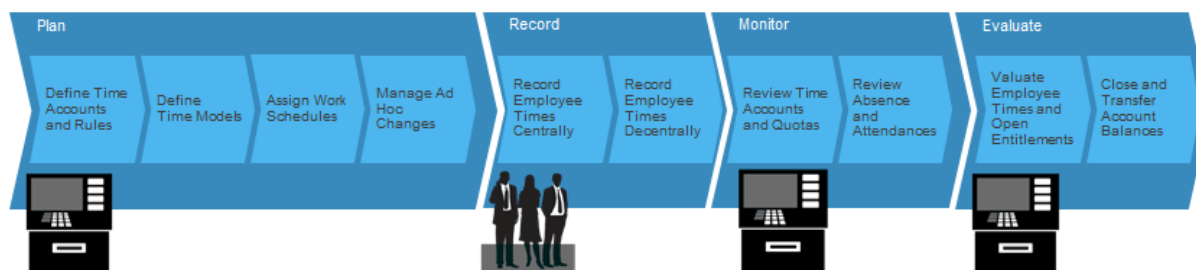 Plan
Define Time
Accounts
and Rules
Define
Time Models
Assign Work
Schedules
Manage Ad
Hoc
Changes
Record
Record
Employee
Times
Centrally
Record
Employee
Times
Decentrally
Monitor
Review Time
Accounts
and Quotas
Review
Absence
and
Attendances
Evaluate
Valuate
Employee
Times and
Open
Entitlements
Close and
Transfer
Account
Balances